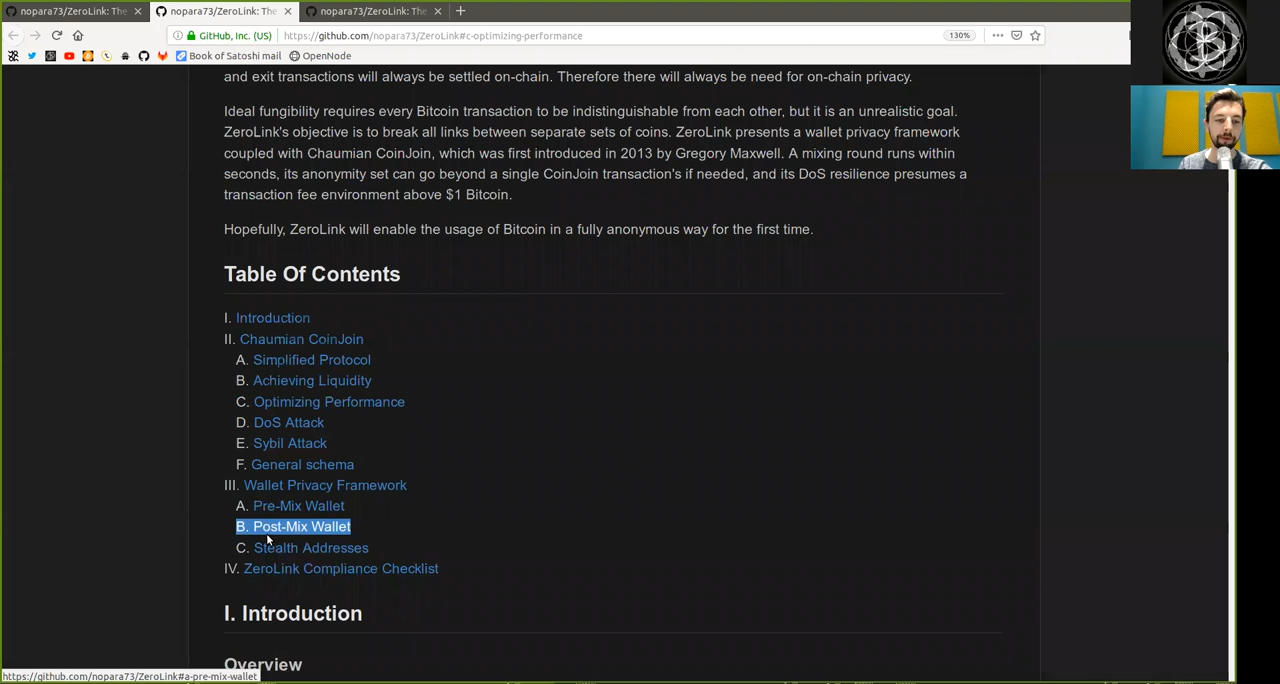 nopara73/ZeroLink: The
nopara73/ZeroLink: The
nopara73/ZeroLink: The
GitHub, Inc. (US)
https://github.com/nopara73/ZeroLink#c-optimizing-performance
130%
Book of Satoshi mail
OpenNode
and exit transactions will always be settled on-chain. Therefore there will always be need for on-chain privacy.
Ideal fungibility requires every Bitcoin transaction to be indistinguishable from each other, but it is an unrealistic goal.
ZeroLink's objective is to break all links between separate sets of coins. ZeroLink presents a wallet privacy framework
coupled with Chaumian CoinJoin, which was first introduced in 2013 by Gregory Maxwell. A mixing round runs within
seconds, its anonymity set can go beyond a single CoinJoin transaction's if needed, and its DoS resilience presumes a
transaction fee environment above $1 Bitcoin.
Hopefully, ZeroLink will enable the usage of Bitcoin in a fully anonymous way for the first time.
Table Of Contents
I. Introduction
II. Chaumian CoinJoin
A. Simplified Protocol
B. Achieving Liquidity
C. Optimizing Performance
D. DoS Attack
E. Sybil Attack
F. General schema
III. Wallet Privacy Framework
A. Pre-Mix Wallet
B. Post-Mix Wallet
C. Stealth Addresses
IV. ZeroLink Compliance Checklist
I. Introduction
Overview
https://github.com/nopara73/ZeroLink#a-pre-mix-wallet